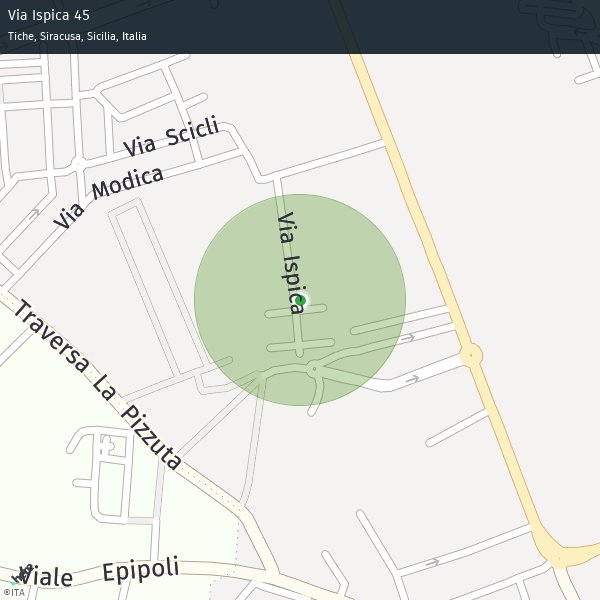 Via Ispica 45
Tiche, Siracusa, Sicilia, Italia
Via Scicli
Via Modica
Via Ispica
Traversa La Pizzuta
Viale Epipoli
©ITA